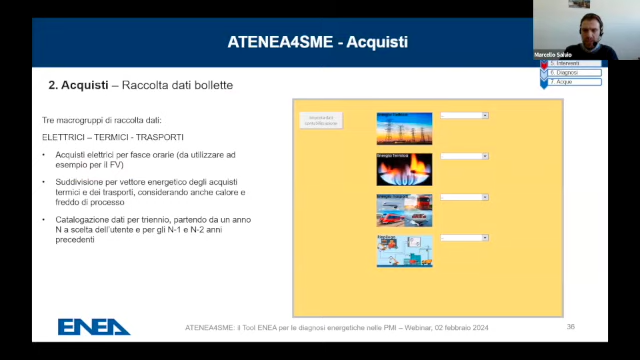 ATENEA4SME - Acquisti
Marcello Salvio
5. Interventi
6. Diagnosi
7. Acque
2. Acquisti – Raccolta dati bollette
Tre macrogruppi di raccolta dati:
ELETTRICI – TERMICI - TRASPORTI
• Acquisti elettrici per fasce orarie (da utilizzare ad
esempio per il FV)
• Suddivisione per vettore energetico degli acquisti
termici e dei trasporti, considerando anche calore e
freddo di processo
• Catalogazione dati per triennio, partendo da un anno
N a scelta dell'utente e per gli N-1 e N-2 anni
precedenti
Energia Termica
ENEA
ATENEA4SME: il Tool ENEA per le diagnosi energetiche nelle PMI – Webinar, 02 febbraio 2024
36